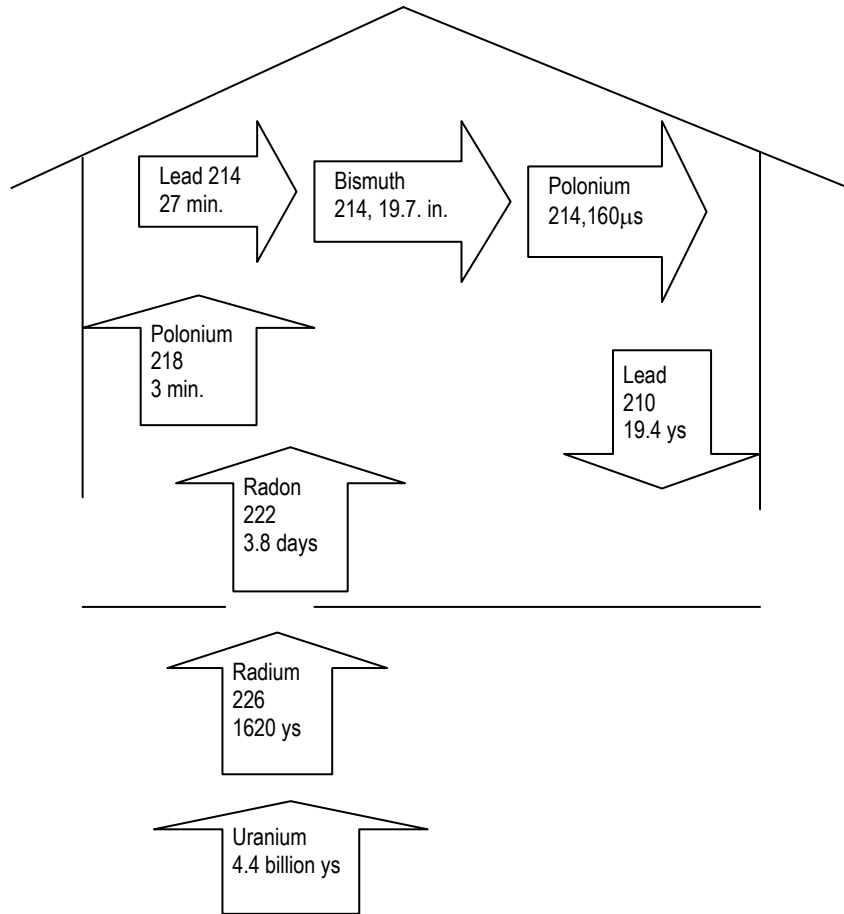 Lead 214
27 min.
Bismuth
214, 19.7. in.
Polonium
214,160μs
Polonium
218
3 min.
Lead
210
19.4 ys
Radon
222
3.8 days
Radium
226
1620 ys
Uranium
4.4 billion ys